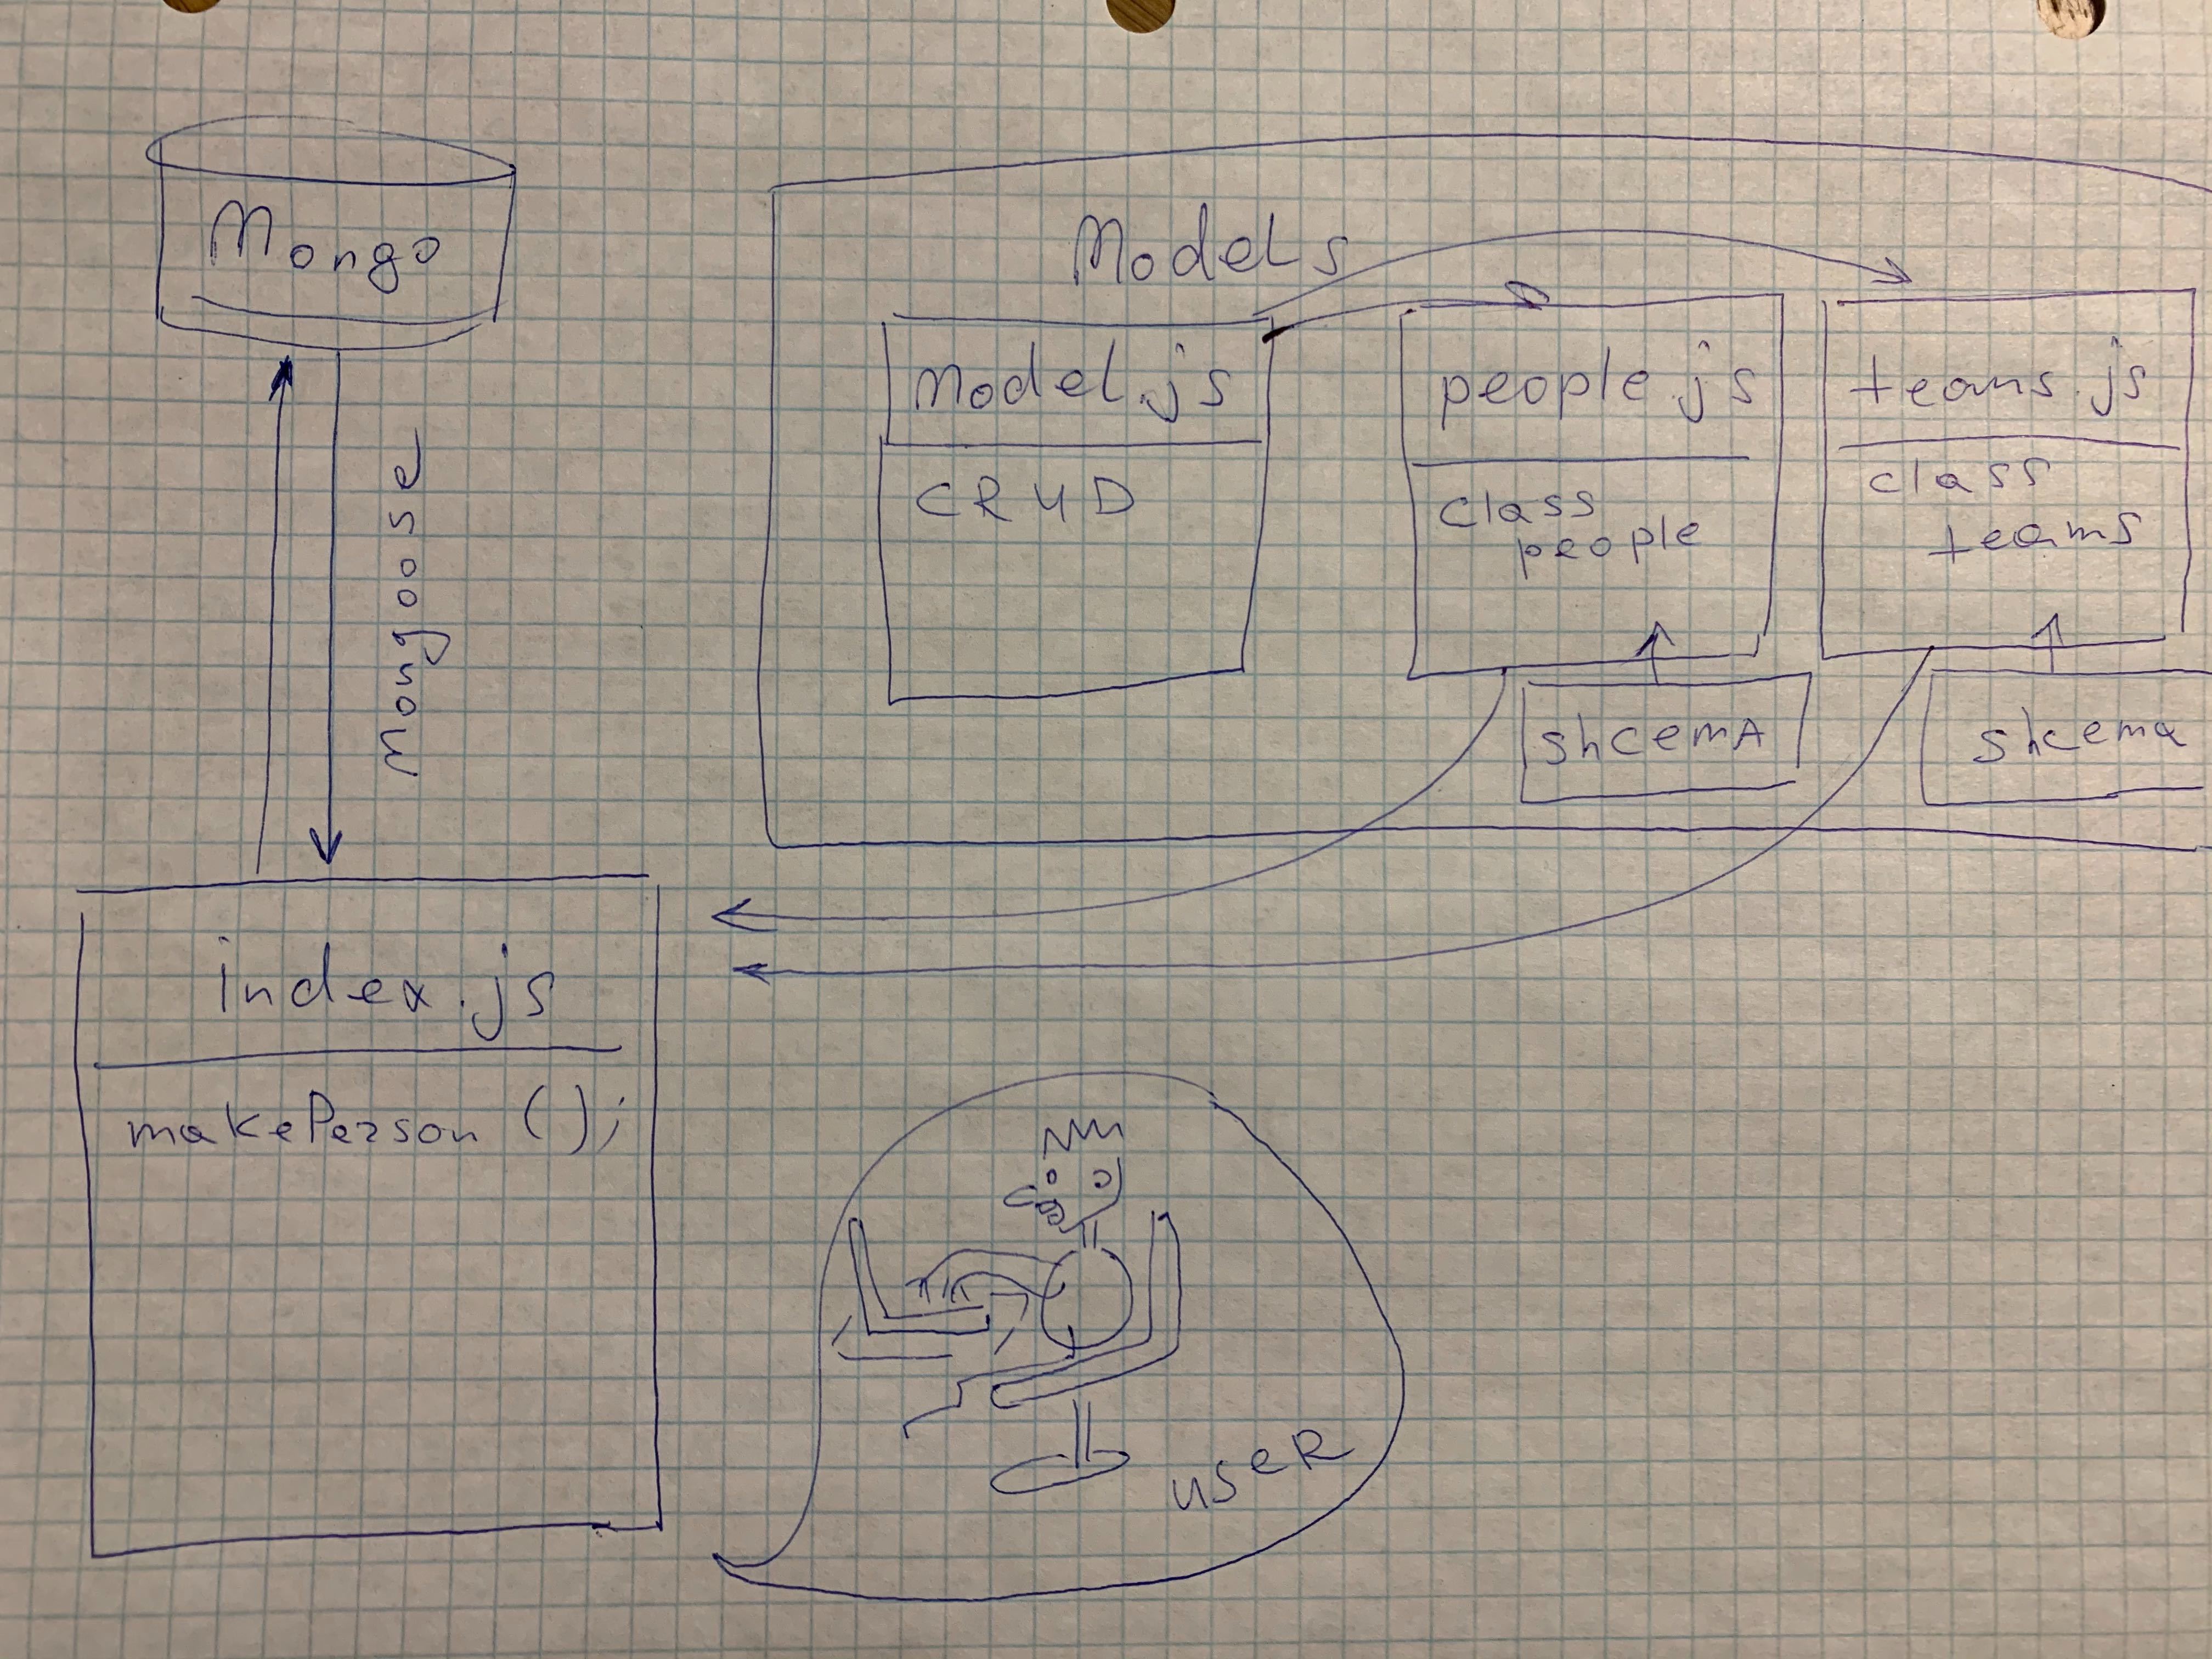 Mongo
Mongoose
Models
Model.js
CRUD
people.js
class
people
shcemA
teams.js
class
teams
shcema
index.js
makePerson ();
useR